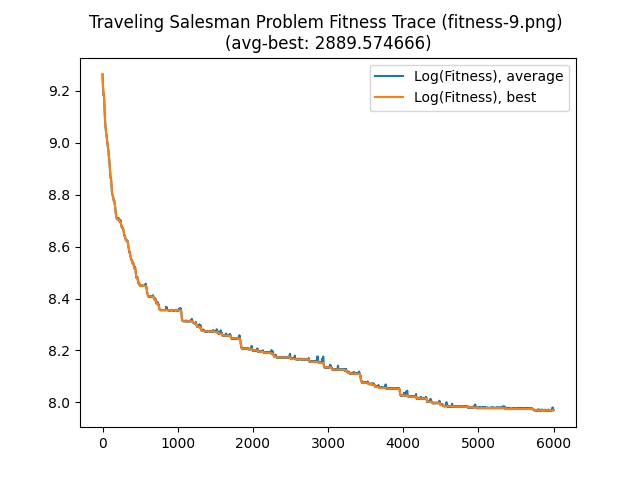 Traveling Salesman Problem Fitness Trace (fitness-9.png)
(avg-best: 2889.574666)
Log(Fitness), average
Log(Fitness), best
9.2
9.0
8.8
8.6
8.4
8.2
8.0
0 1000 2000 3000 4000 5000 6000